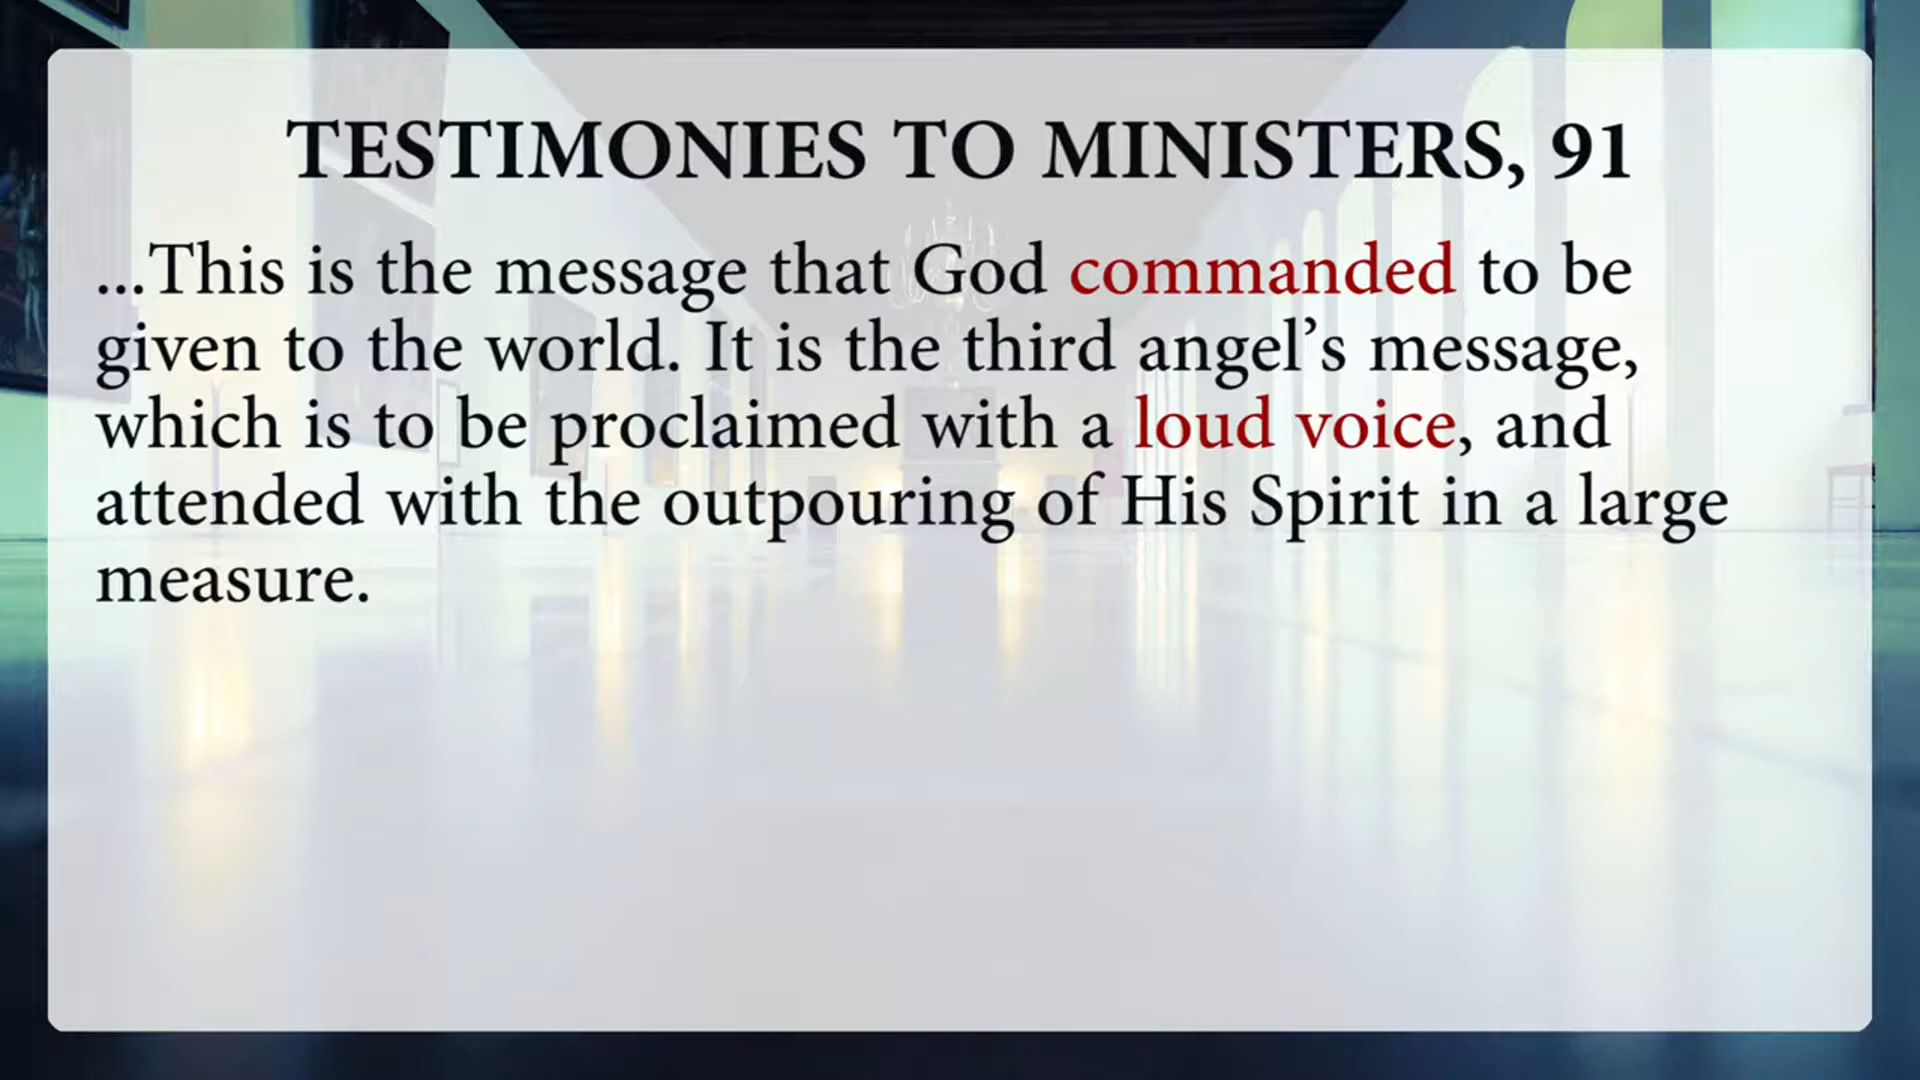 TESTIMONIES TO MINISTERS, 91
...This is the message that God commanded to be
given to the world. It is the third angel’s message,
which is to be proclaimed with a loud voice, and
attended with the outpouring of His Spirit in a large
measure.